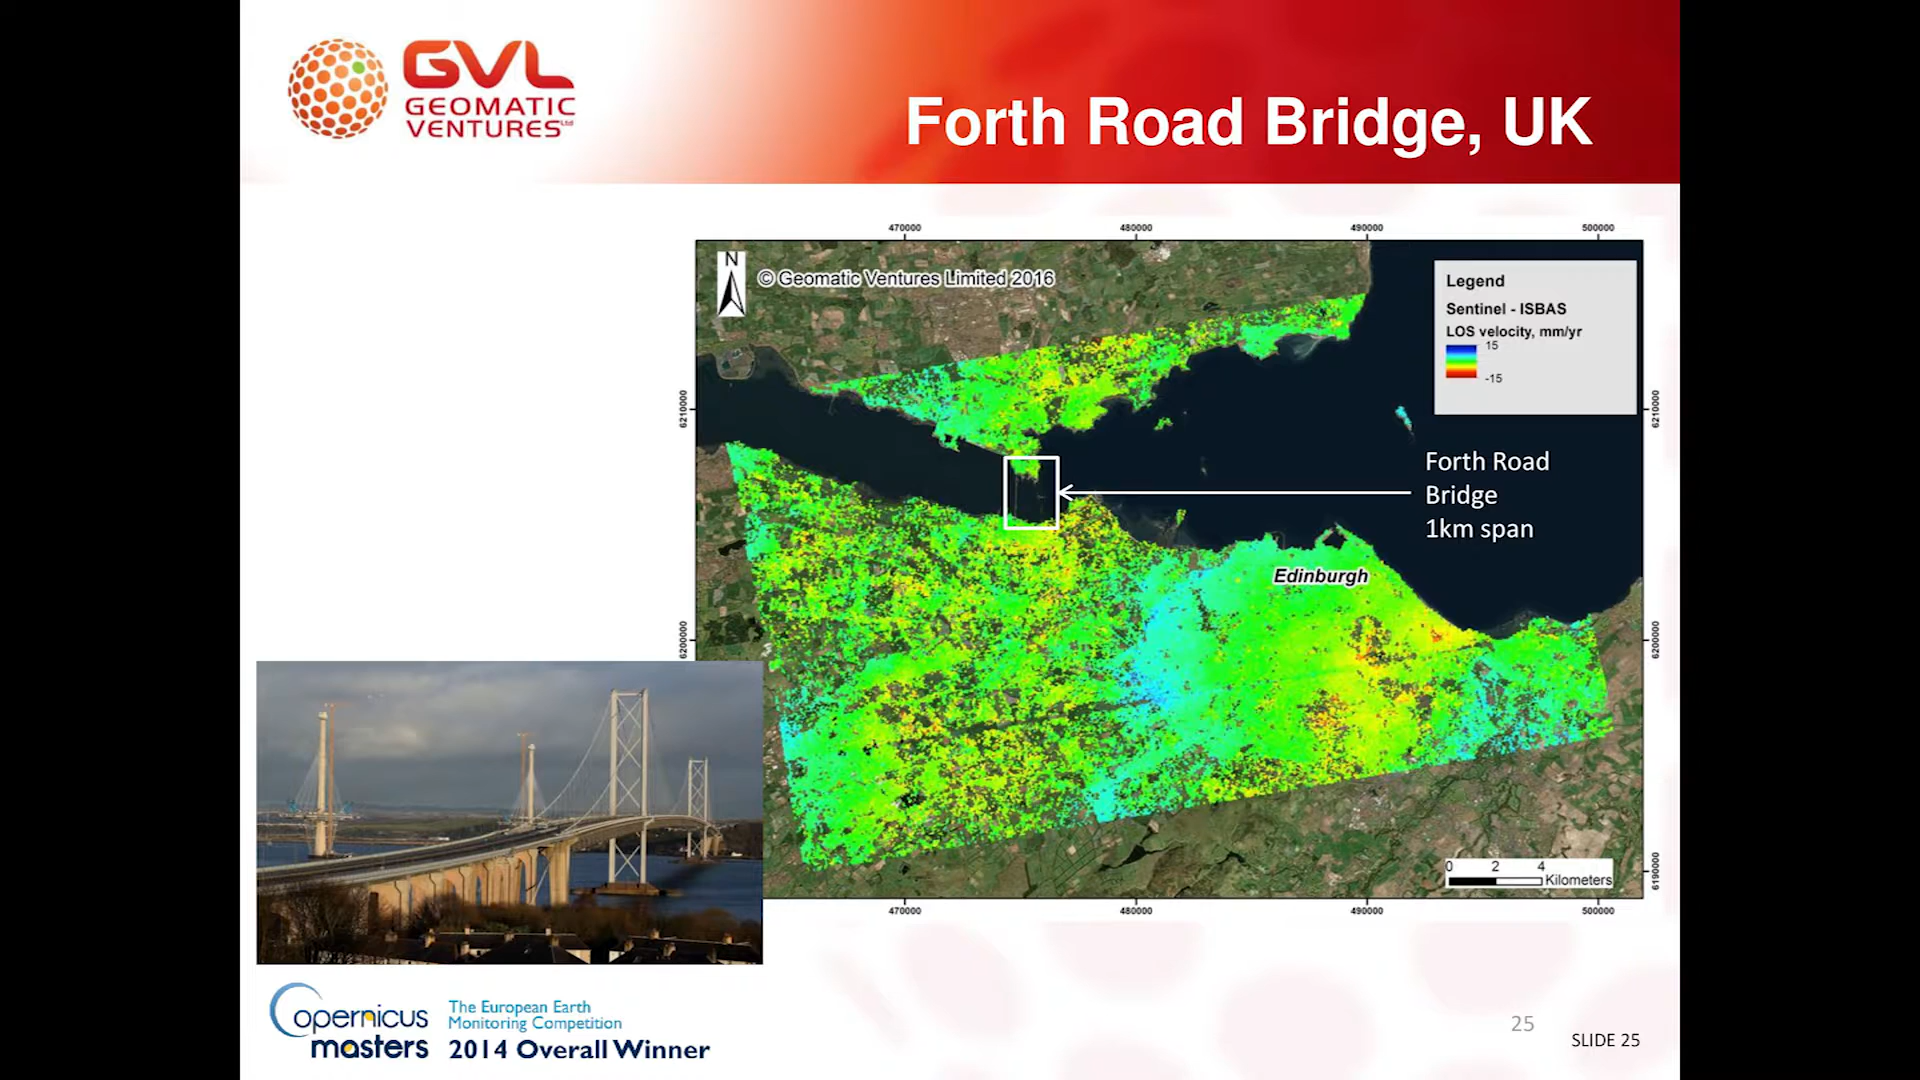 GVL
GEOMATIC
VENTURES Ltd
Forth Road Bridge, UK
470000
480000
490000
500000
N
© Geomatic Ventures Limited 2016
Legend
Sentinel - ISBAS
LOS velocity, mm/yr
15
-15
6210000
6210000
Forth Road
Bridge
1km span
Edinburgh
6200000
6200000
0 2 4
Kilometers
6190000
470000
480000
490000
500000
Copernicus
masters
The European Earth
Monitoring Competition
2014 Overall Winner
25
SLIDE 25